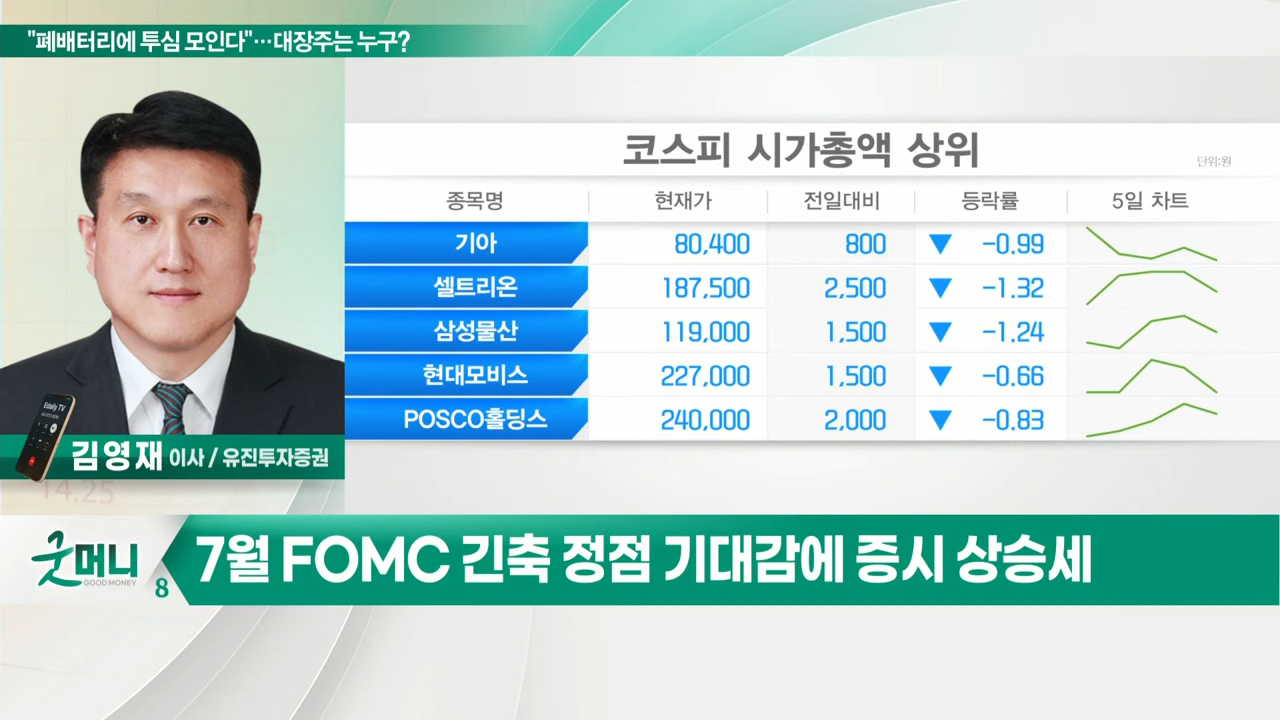 "폐배터리에 투심 모인다"…대장주는 누구?
코스피 시가총액 상위
단위:원
종목명 현재가 전일대비 등락률 5일 차트
기아 80,400 800 ▼ -0.99
셀트리온 187,500 2,500 ▼ -1.32
삼성물산 119,000 1,500 ▼ -1.24
현대모비스 227,000 1,500 ▼ -0.66
POSCO홀딩스 240,000 2,000 ▼ -0.83
Edaily TV
김영재 이사 / 유진투자증권
14.25
굿머니
GOOD MONEY
8
7월 FOMC 긴축 정점 기대감에 증시 상승세